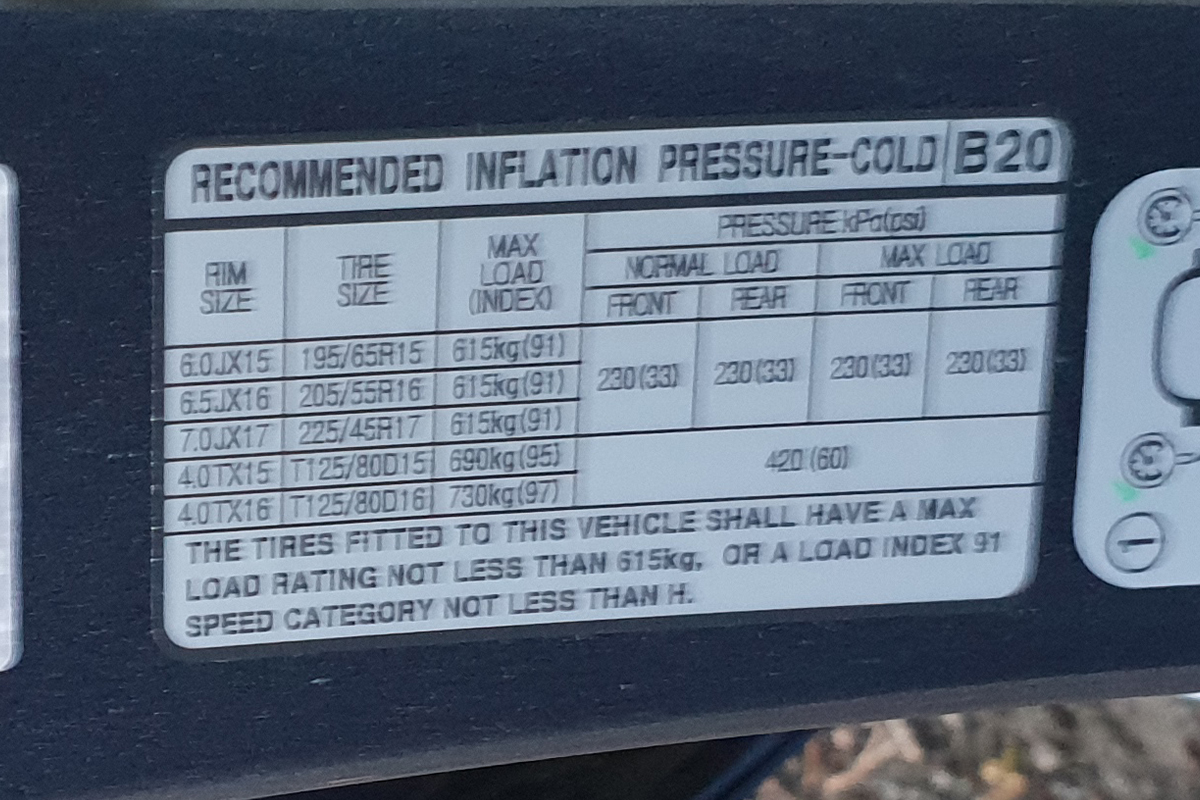 RECOMMENDED INFLATION PRESSURE-COLD B20
RIM SIZE TIRE SIZE MAX LOAD (INDEX) PRESSURE kPa(psi)
NORMAL LOAD MAX LOAD
FRONT REAR FRONT REAR
6.0JX15 195/65R15 615kg(91) 230(33) 230(33) 230(33) 230(33)
6.5JX16 205/55R16 615kg(91)
7.0JX17 225/45R17 615kg(91)
4.0TX15 T125/80D15 690kg(95) 420(60)
4.0TX16 T125/80D16 730kg(97)
THE TIRES FITTED TO THIS VEHICLE SHALL HAVE A MAX
LOAD RATING NOT LESS THAN 615kg, OR A LOAD INDEX 91
SPEED CATEGORY NOT LESS THAN H.
1